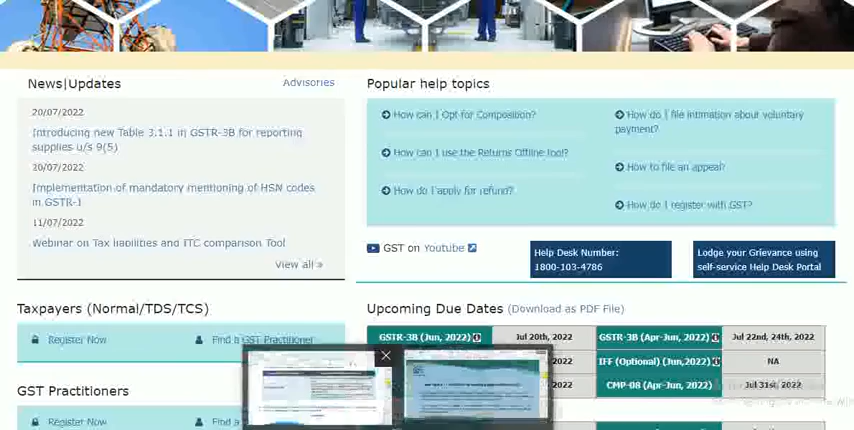 News|Updates
Advisories
20/07/2022
Introducing new Table 3.1.1 in GSTR-3B for reporting
supplies u/s 9(5)
20/07/2022
Implementation of mandatory mentioning of HSN codes
in GSTR-1
11/07/2022
Webinar on Tax liabilities and ITC comparison Tool
View all »
Popular help topics
How can I Opt for Composition?
How can I use the Returns Offline tool?
How do I apply for refund?
How do I file intimation about voluntary
payment?
How to file an appeal?
How do I register with GST?
GST on Youtube
Help Desk Number:
1800-103-4786
Lodge your Grievance using
self-service Help Desk Portal
Taxpayers (Normal/TDS/TCS)
Register Now
Find a GST Practitioner
GST Practitioners
Register Now
Find a GST
Upcoming Due Dates (Download as PDF File)
GSTR-3B (Jun, 2022)
Jul 20th, 2022
GSTR-3B (Apr-Jun, 2022)
Jul 22nd, 24th, 2022
2022
IFF (Optional) (Jun,2022)
NA
2022
CMP-08 (Apr-Jun, 2022)
Jul 31st, 2022